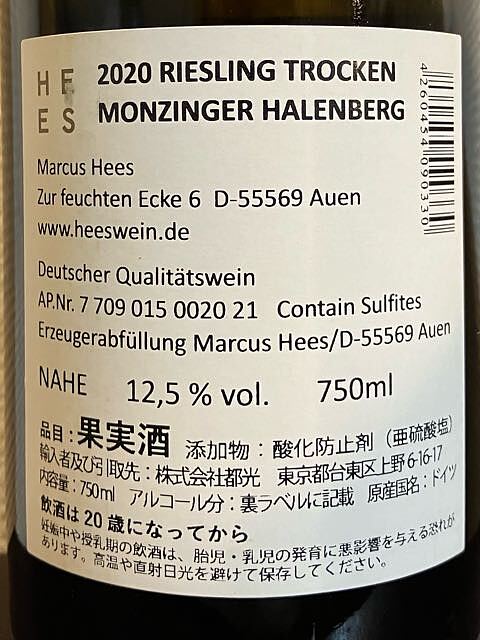 HE
ES
2020 RIESLING TROCKEN
MONZINGER HALENBERG
4260454090330
Marcus Hees
Zur feuchten Ecke 6 D-55569 Auen
www.heeswein.de
Deutscher Qualitätswein
AP.Nr. 7 709 015 0020 21 Contain Sulfites
Erzeugerabfüllung Marcus Hees/D-55569 Auen
NAHE 12,5 % vol. 750ml
品目:果実酒 添加物:酸化防止剤(亜硫酸塩)
輸入者及び引取先:株式会社都光 東京都台東区上野6-16-17
内容量:750ml アルコール分:裏ラベルに記載 原産国名:ドイツ
飲酒は20歳になってから
妊娠中や授乳期の飲酒は、胎児・乳児の発育に悪影響を与える恐れが
あります。高温や直射日光を避けて保存してください。